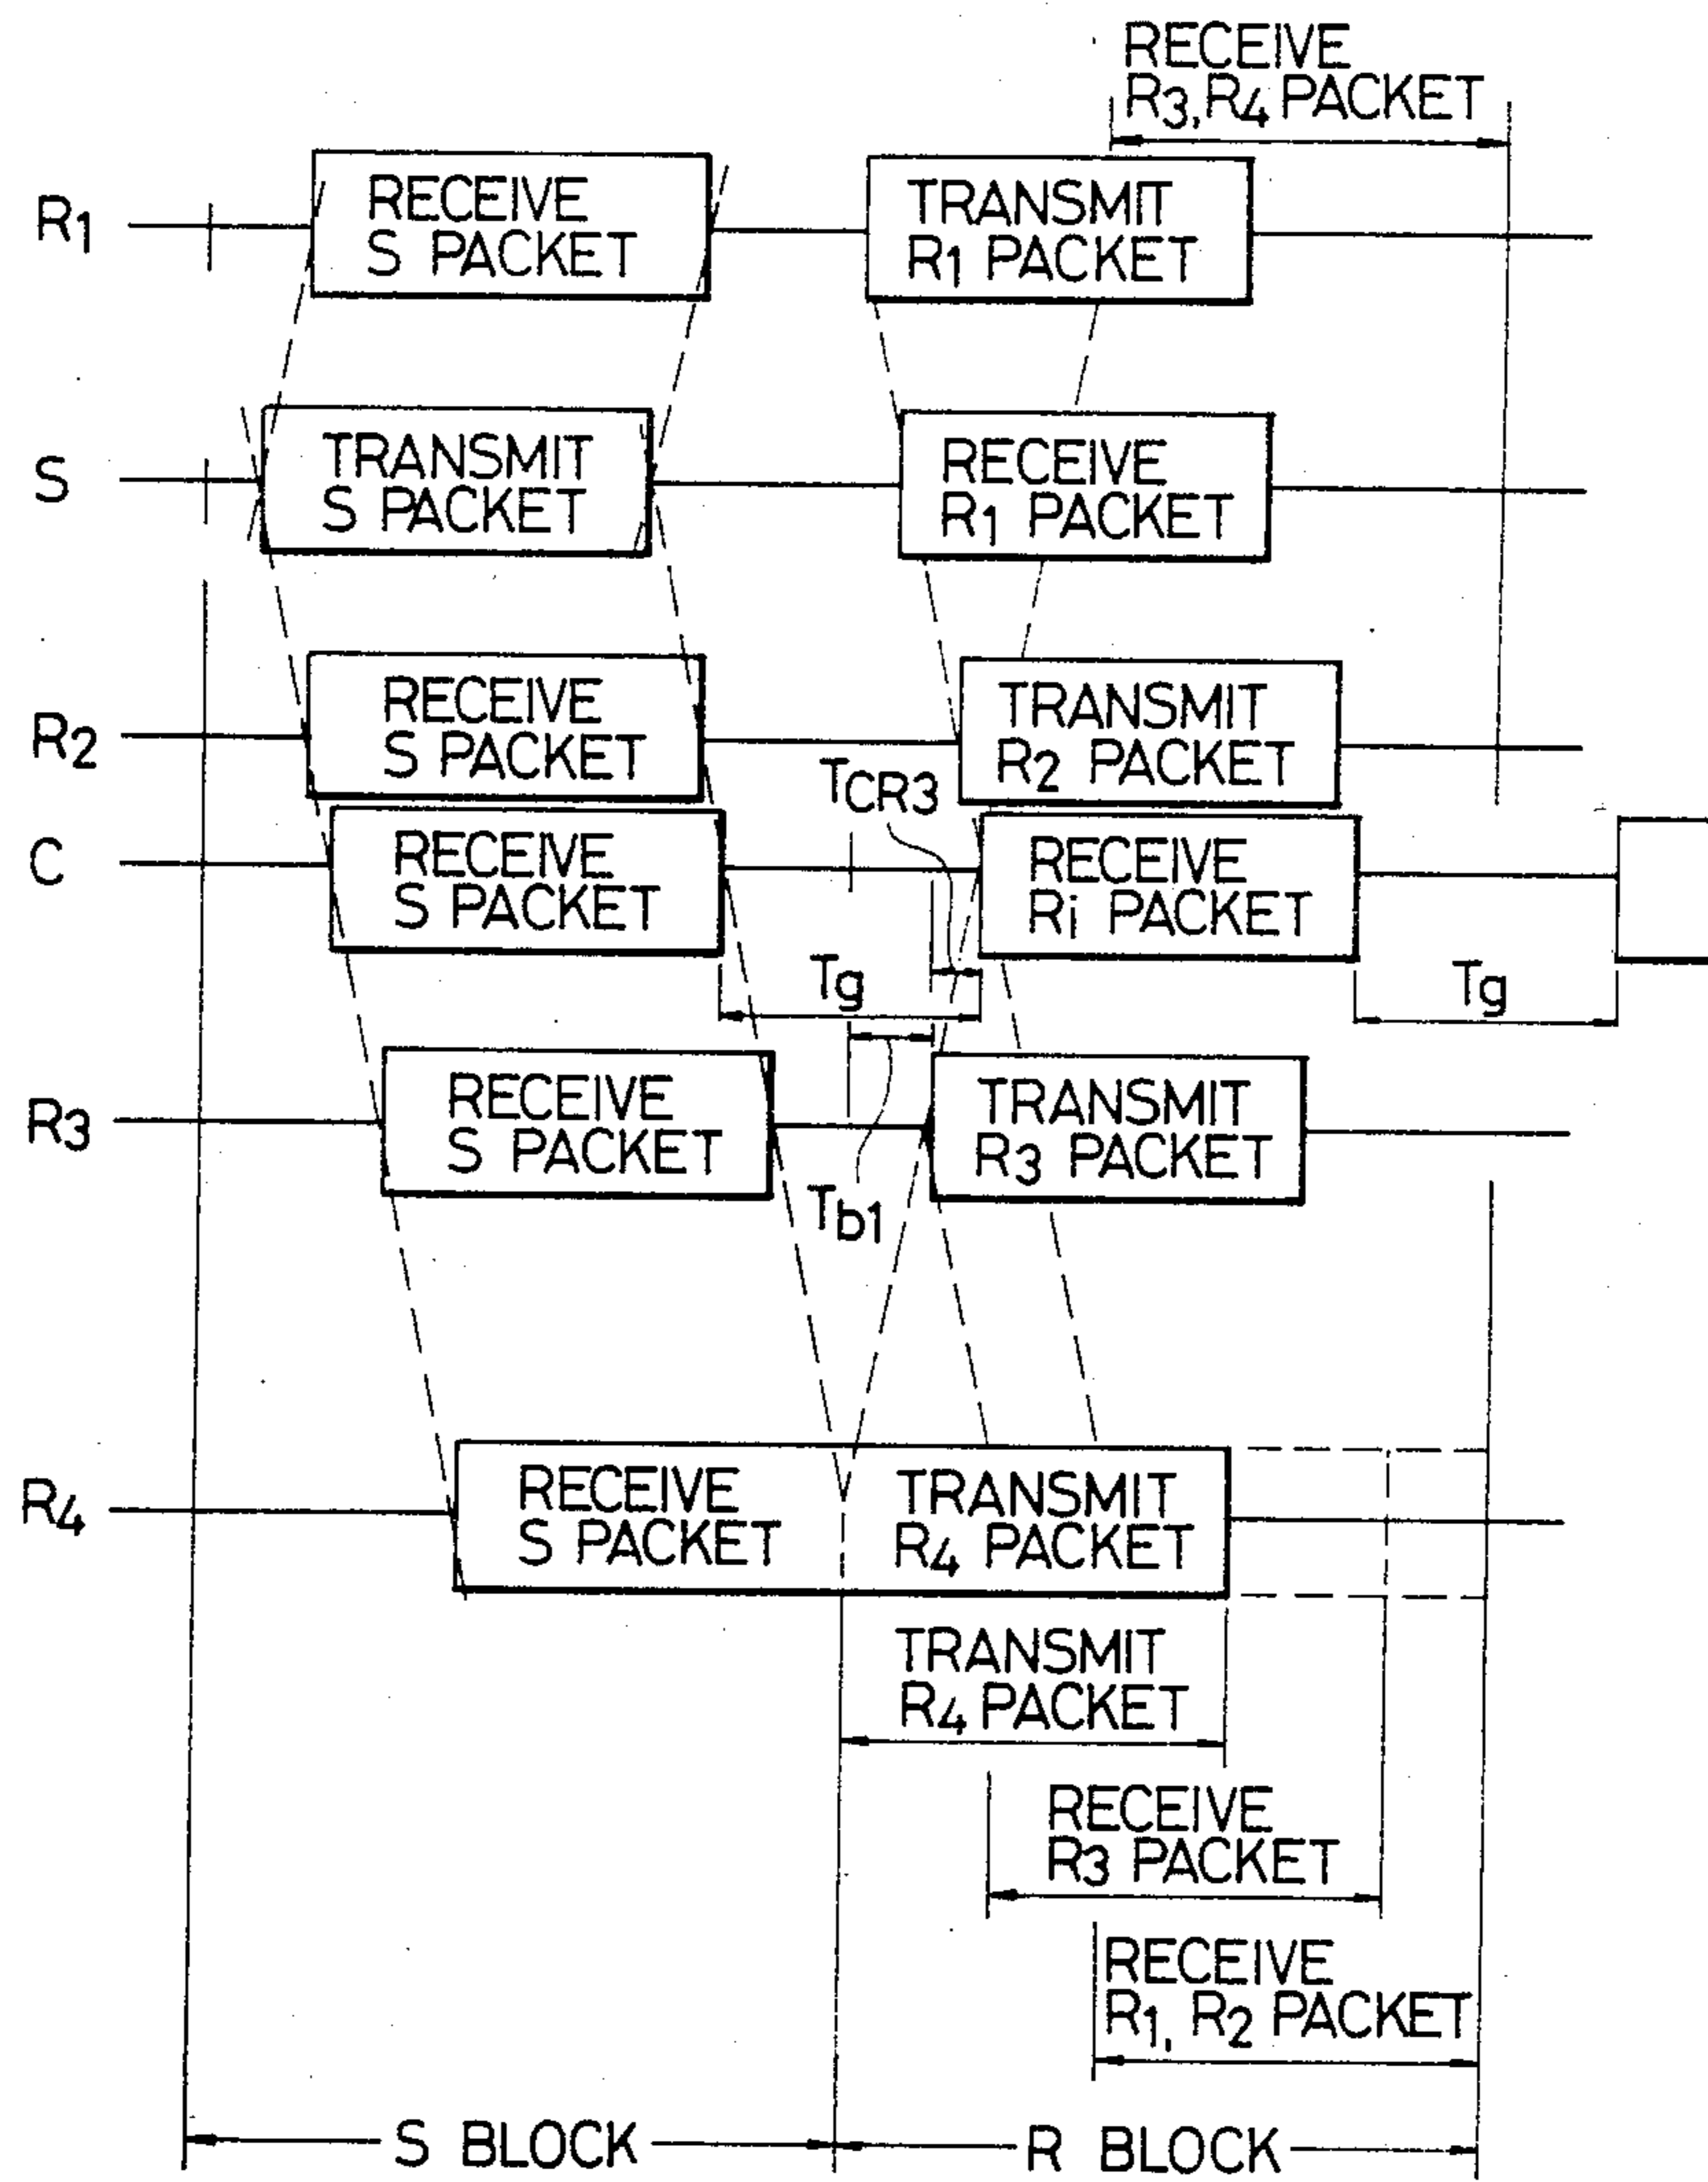 RECEIVE
R3, R4 PACKET
R1
RECEIVE
S PACKET
TRANSMIT
R1 PACKET
S
TRANSMIT
S PACKET
RECEIVE
R1 PACKET
R2
RECEIVE
S PACKET
TRANSMIT
R2 PACKET
TCR3
C
RECEIVE
S PACKET
RECEIVE
Ri PACKET
Tg
Tg
R3
RECEIVE
S PACKET
TRANSMIT
R3 PACKET
Tb1
R4
RECEIVE
S PACKET
TRANSMIT
R4 PACKET
TRANSMIT
R4 PACKET
RECEIVE
R3 PACKET
RECEIVE
R1, R2 PACKET
S BLOCK
R BLOCK